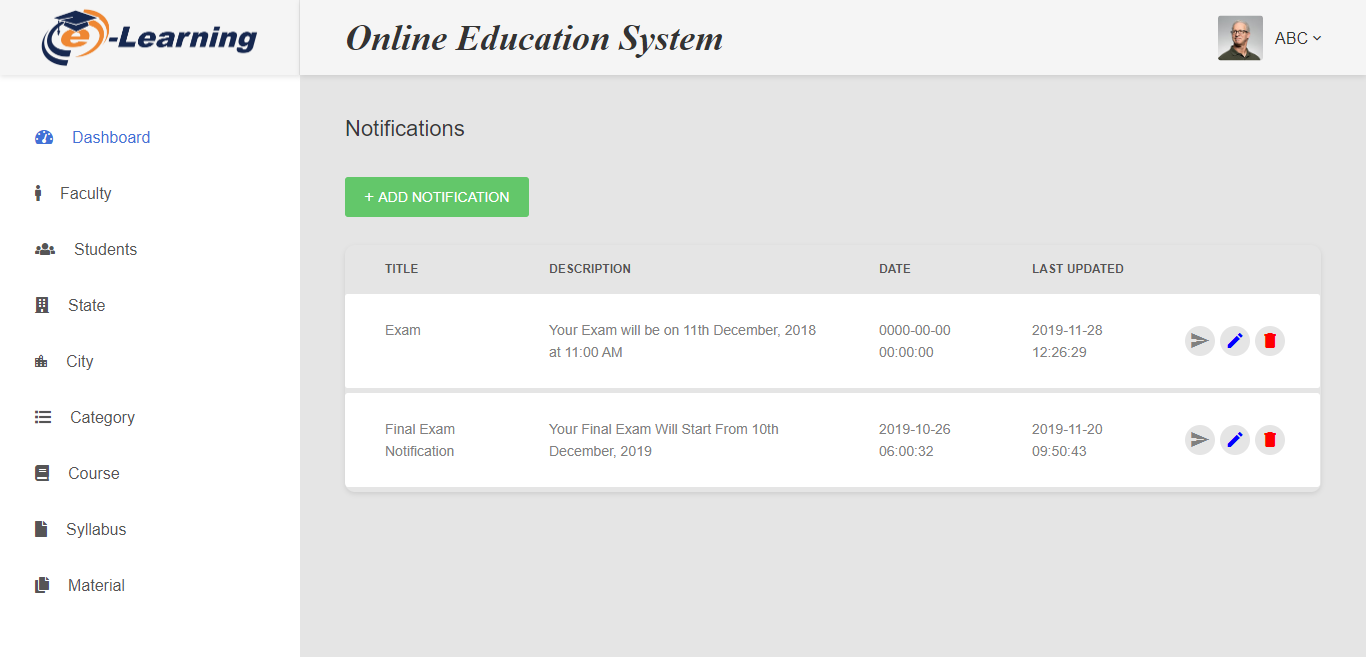 e-Learning
Online Education System
ABC
Dashboard
Faculty
Students
State
City
Category
Course
Syllabus
Material
Notifications
+ ADD NOTIFICATION
TITLE DESCRIPTION DATE LAST UPDATED
Exam Your Exam will be on 11th December, 2018 0000-00-00 2019-11-28
at 11:00 AM 00:00:00 12:26:29
Final Exam Your Final Exam Will Start From 10th 2019-10-26 2019-11-20
Notification December, 2019 06:00:32 09:50:43